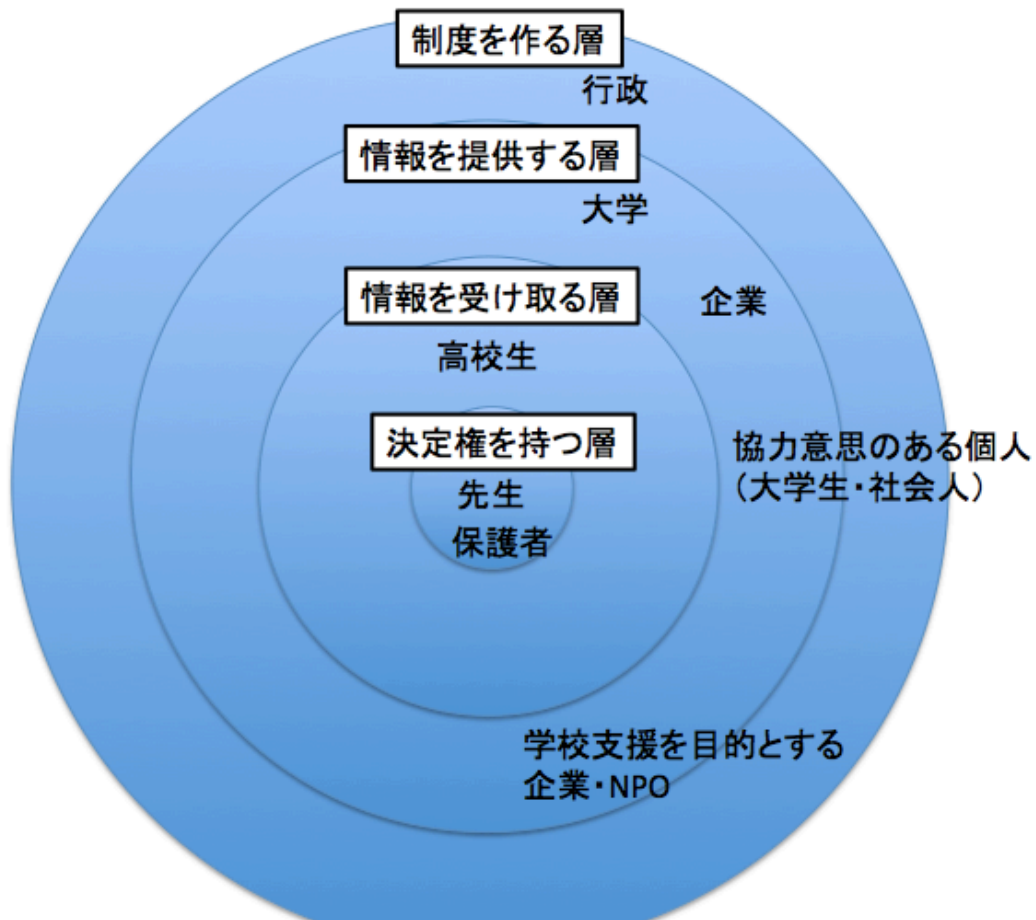 制度を作る層
行政
情報を提供する層
大学
情報を受け取る層
企業
高校生
決定権を持つ層
協力意思のある個人
（大学生・社会人）
先生
保護者
学校支援を目的とする
企業・NPO